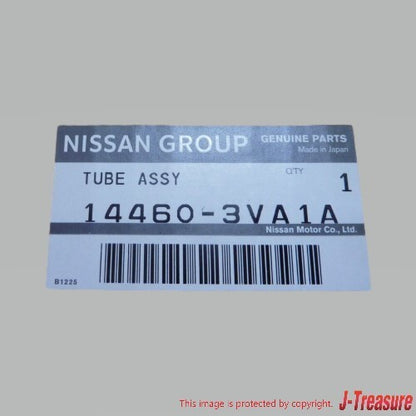 NISSAN GROUP GENUINE PARTS
Made in Japan
TUBE ASSY Q'TY 1
14460-3VA1A
Nissan Motor Co., Ltd.
B1225
This image is protected by copyright. J-Treasure